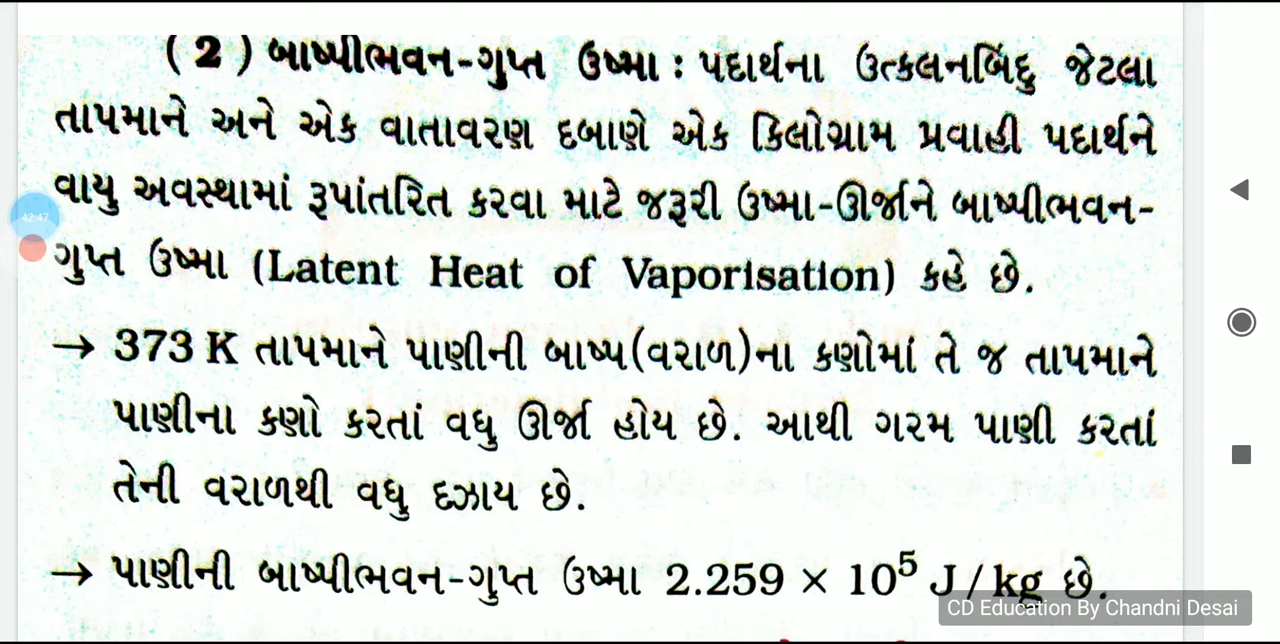 (2) બાષ્પીભવન-ગુપ્ત ઉષ્મા : પદાર્થના ઉત્કલનબિંદુ જેટલા
તાપમાને અને એક વાતાવરણ દબાણે એક કિલોગ્રામ પ્રવાહી પદાર્થને
વાયુ અવસ્થામાં રૂપાંતરિત કરવા માટે જરૂરી ઉષ્મા-ઊર્જાને બાષ્પીભવન-
42:47
ગુપ્ત ઉષ્મા (Latent Heat of Vaporisation) કહે છે.
→ 373 K તાપમાને પાણીની બાષ્પ(વરાળ)ના કણોમાં તે જ તાપમાને
પાણીના કણો કરતાં વધુ ઊર્જા હોય છે. આથી ગરમ પાણી કરતાં
તેની વરાળથી વધુ દઝાય છે.
→ પાણીની બાષ્પીભવન-ગુપ્ત ઉષ્મા 2.259 × 10⁵ J/kg છે.
CD Education By Chandni Desai